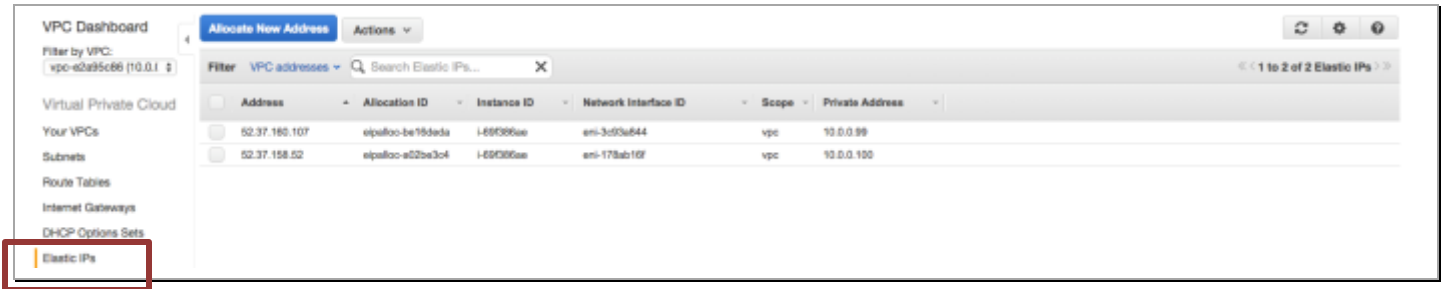 VPC Dashboard
Filter by VPC:
vpc-e2a95c86 (10.0.
Virtual Private Cloud
Your VPCs
Subnets
Route Tables
Internet Gateways
DHCP Options Sets
Elastic IPs
Allocate New Address Actions
Filter VPC addresses Search Elastic IPs... X 1 to 2 of 2 Elastic IPs
Address Allocation ID Instance ID Network Interface ID Scope Private Address
52.37.160.107 eipalloc-be16deda i-69f386ae eni-3c93a844 vpc 10.0.0.99
52.37.158.52 eipalloc-e02be3c4 i-69f386ae eni-178ab16f vpc 10.0.0.100